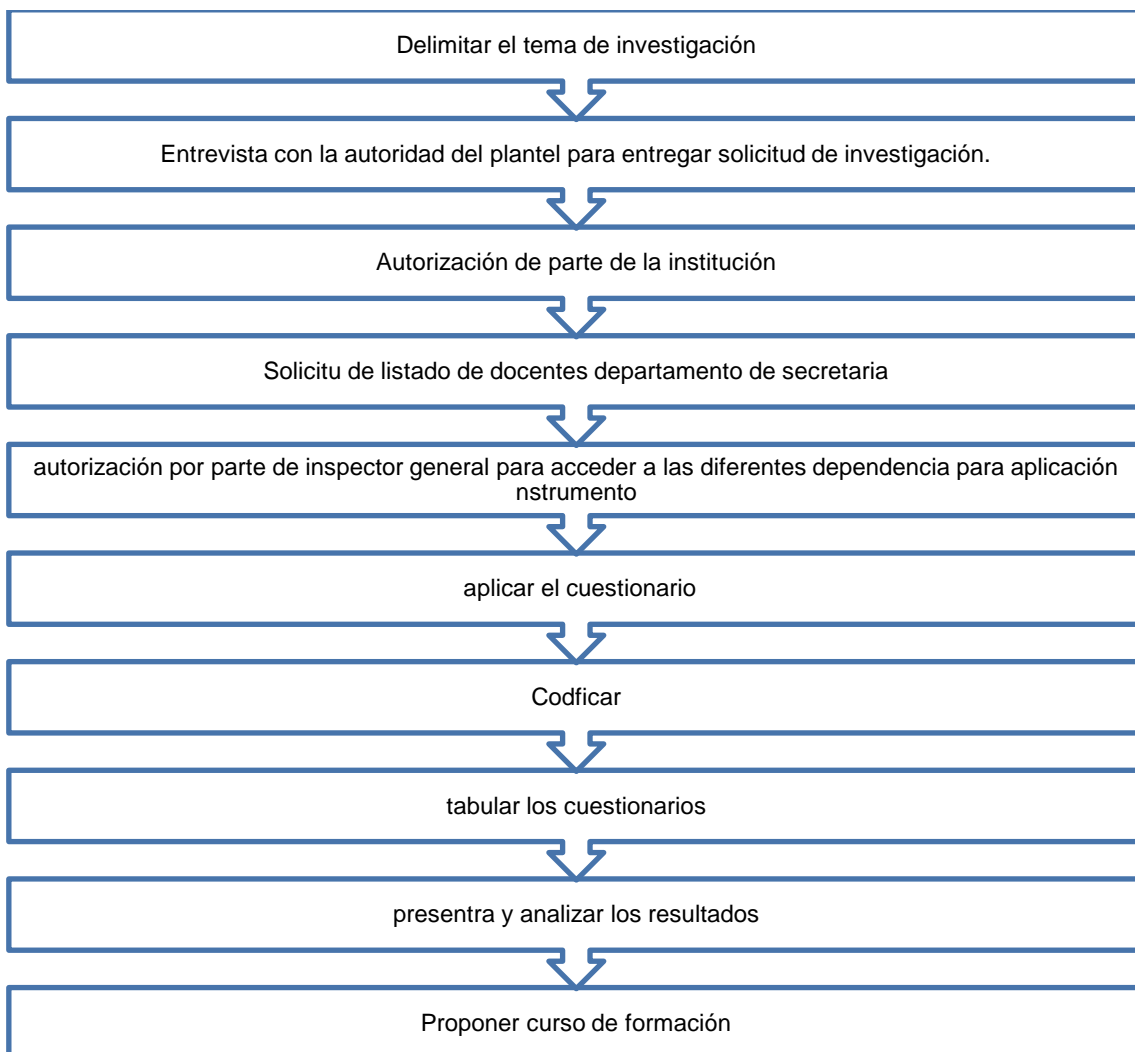 Delimitar el tema de investigación
Entrevista con la autoridad del plantel para entregar solicitud de investigación.
Autorización de parte de la institución
Solicitu de listado de docentes departamento de secretaria
autorización por parte de inspector general para acceder a las diferentes dependencia para aplicación
nstrumento
aplicar el cuestionario
Codficar
tabular los cuestionarios
presentra y analizar los resultados
Proponer curso de formación